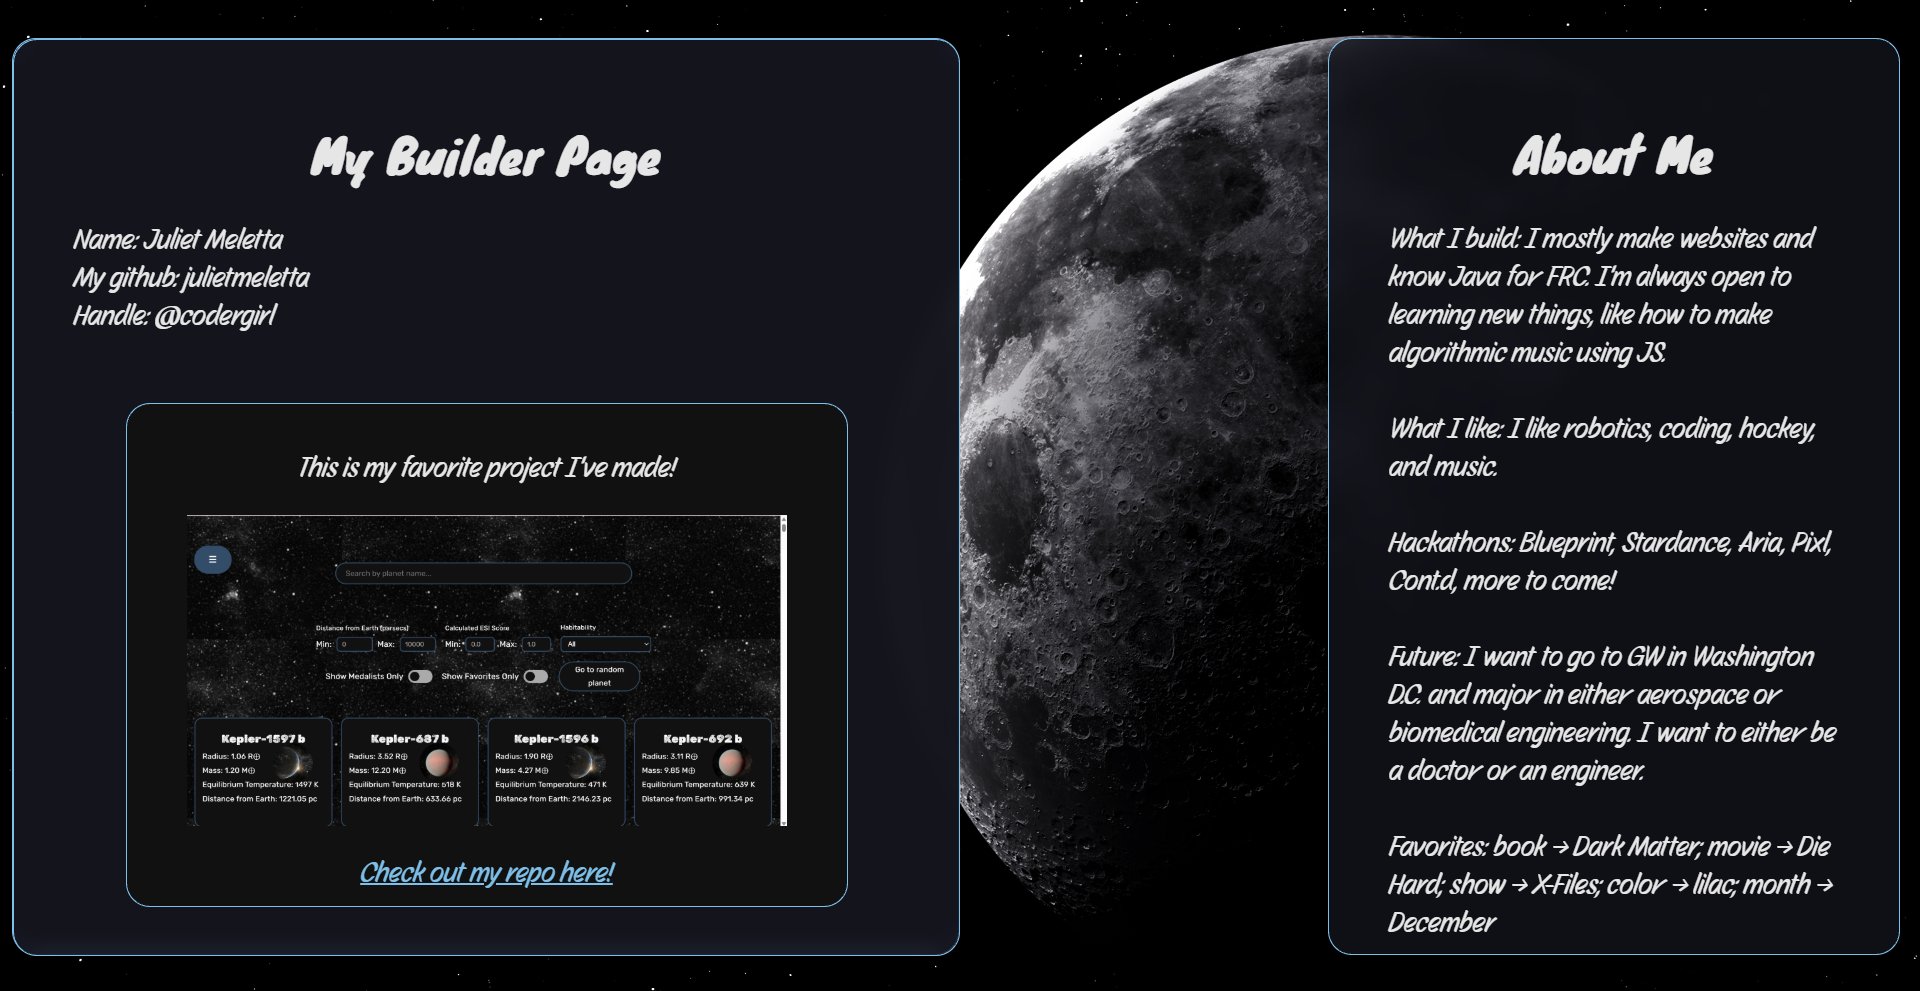 My Builder Page
Name: Juliet Meletta
My github: julietmeletta
Handle: @codergirl
This is my favorite project I've made!
☰
Search by planet name...
Distance from Earth (parsecs)
Calculated ESI Score
Habitability
Min: 0 Max: 10000
Min: 0.0 Max: 1.0
All
Show Medalists Only
Show Favorites Only
Go to random
planet
Kepler-1597 b
Radius: 1.06 R⊕
Mass: 1.20 M⊕
Equilibrium Temperature: 1497 K
Distance from Earth: 1221.05 pc
Kepler-687 b
Radius: 3.52 R⊕
Mass: 12.20 M⊕
Equilibrium Temperature: 518 K
Distance from Earth: 633.66 pc
Kepler-1596 b
Radius: 1.90 R⊕
Mass: 4.27 M⊕
Equilibrium Temperature: 471 K
Distance from Earth: 2146.23 pc
Kepler-692 b
Radius: 3.11 R⊕
Mass: 9.85 M⊕
Equilibrium Temperature: 639 K
Distance from Earth: 991.34 pc
Check out my repo here!
About Me
What I build: I mostly make websites and
know Java for FRC. I'm always open to
learning new things, like how to make
algorithmic music using JS.
What I like: I like robotics, coding, hockey,
and music.
Hackathons: Blueprint, Stardance, Aria, Pixl,
Cont.d, more to come!
Future: I want to go to GW in Washington
D.C. and major in either aerospace or
biomedical engineering. I want to either be
a doctor or an engineer.
Favorites: book → Dark Matter; movie → Die
Hard; show → X-Files; color → lilac; month →
December